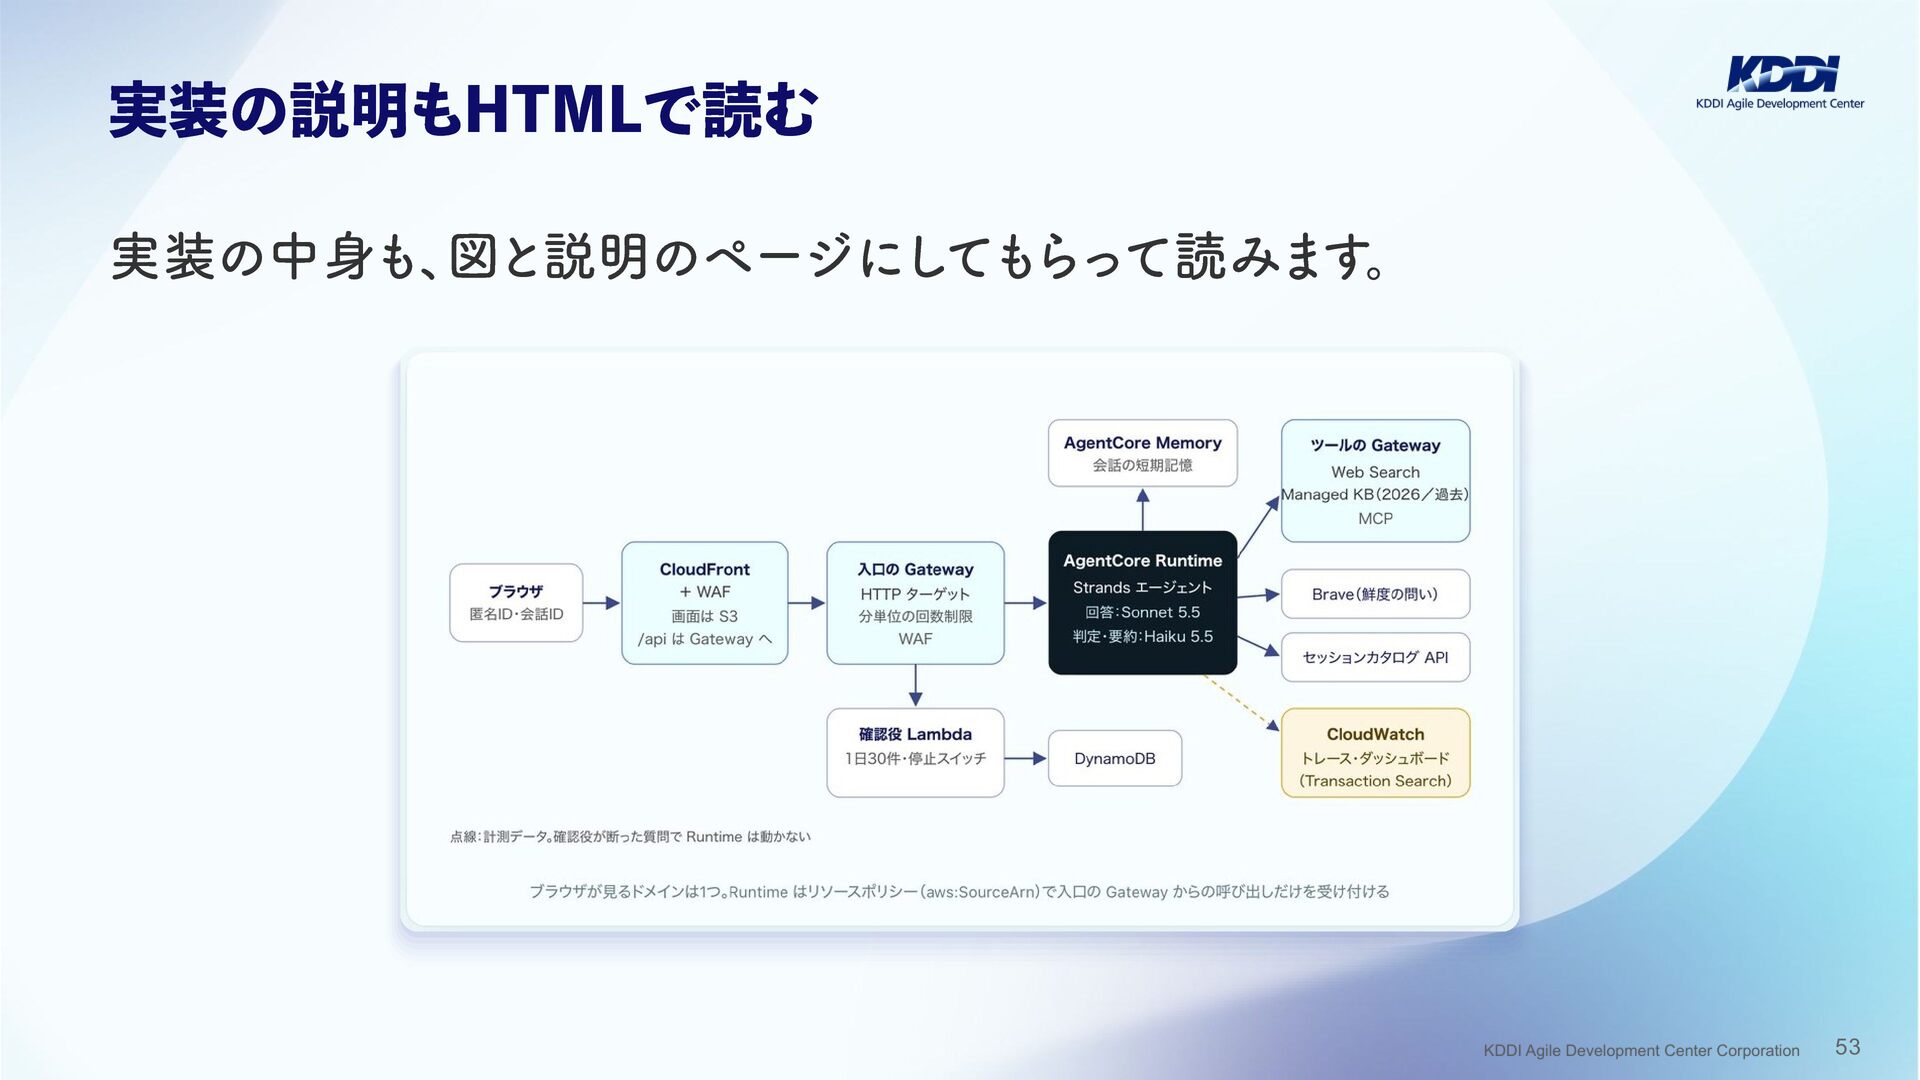 実装の説明もHTMLで読む
KDDI
KDDI Agile Development Center
実装の中身も、図と説明のページにしてもらって読みます。
AgentCore Memory
会話の短期記憶
ツールの Gateway
Web Search
Managed KB（2026／過去）
MCP
ブラウザ
匿名ID・会話ID
CloudFront
+ WAF
画面は S3
/api は Gateway へ
入口の Gateway
HTTP ターゲット
分単位の回数制限
WAF
AgentCore Runtime
Strands エージェント
回答：Sonnet 5.5
判定・要約：Haiku 5.5
Brave（鮮度の問い）
セッションカタログ API
確認役 Lambda
1日30件・停止スイッチ
DynamoDB
CloudWatch
トレース・ダッシュボード
（Transaction Search）
点線：計測データ。確認役が断った質問で Runtime は動かない
ブラウザが見るドメインは1つ。Runtime はリソースポリシー（aws:SourceArn）で入口の Gateway からの呼び出しだけを受け付ける
KDDI Agile Development Center Corporation
53